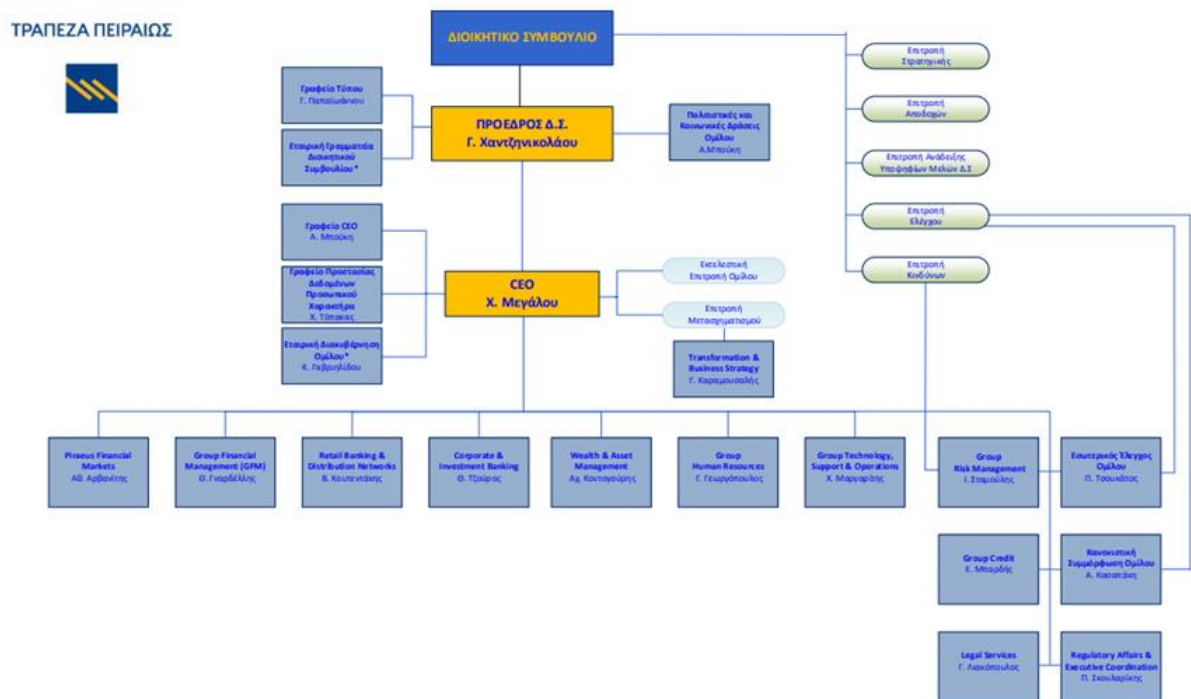 ΤΡΑΠΕΖΑ ΠΕΙΡΑΙΩΣ
ΔΙΟΙΚΗΤΙΚΟ ΣΥΜΒΟΥΛΙΟ
Επιτροπή
Στρατηγικής
Γραφείο Τύπου
Γ. Παπαϊωάννου
Επιτροπή
Αποδοχών
ΠΡΟΕΔΡΟΣ Δ.Σ.
Γ. Χαντζηνικολάου
Πολιτιστικές και
Κοινωνικές Δράσεις
Ομίλου
Α.Μπούκη
Εταιρική Γραμματεία
Διοικητικού
Συμβουλίου*
Επιτροπή Ανάδειξης
Υποψηφίων Μελών Δ.Σ
Γραφείο CEO
Α. Μπούκη
Επιτροπή
Ελέγχου
Γραφείο Προστασίας
Δεδομένων
Προσωπικού
Χαρακτήρα
Χ. Τόπακας
CEO
Χ. Μεγάλου
Εκτελεστική
Επιτροπή Ομίλου
Επιτροπή
Κινδύνων
Επιτροπή
Μετασχηματισμού
Εταιρική Διακυβέρνηση
Ομίλου*
Κ. Γαβριηλίδου
Transformation &
Business Strategy
Γ. Καραμουσαλής
Piraeus Financial
Markets
Αθ. Αρβανίτης
Group Financial
Management (GFM)
Θ. Γναρδέλλης
Retail Banking &
Distribution Networks
Β. Κουτεντάκης
Corporate &
Investment Banking
Θ. Τζούρος
Wealth & Asset
Management
Αχ. Κοντογούρης
Group
Human Resources
Γ. Γεωργόπουλος
Group Technology,
Support & Operations
Χ. Μαργαρίτης
Group
Risk Management
Ι. Σταμούλης
Εσωτερικός Έλεγχος
Ομίλου
Π. Τσουκάτος
Group Credit
Ε. Μπαρδής
Κανονιστική
Συμμόρφωση Ομίλου
Α. Κασαπάκη
Legal Services
Γ. Λιακόπουλος
Regulatory Affairs &
Executive Coordination
Π. Σκουλαρίκης